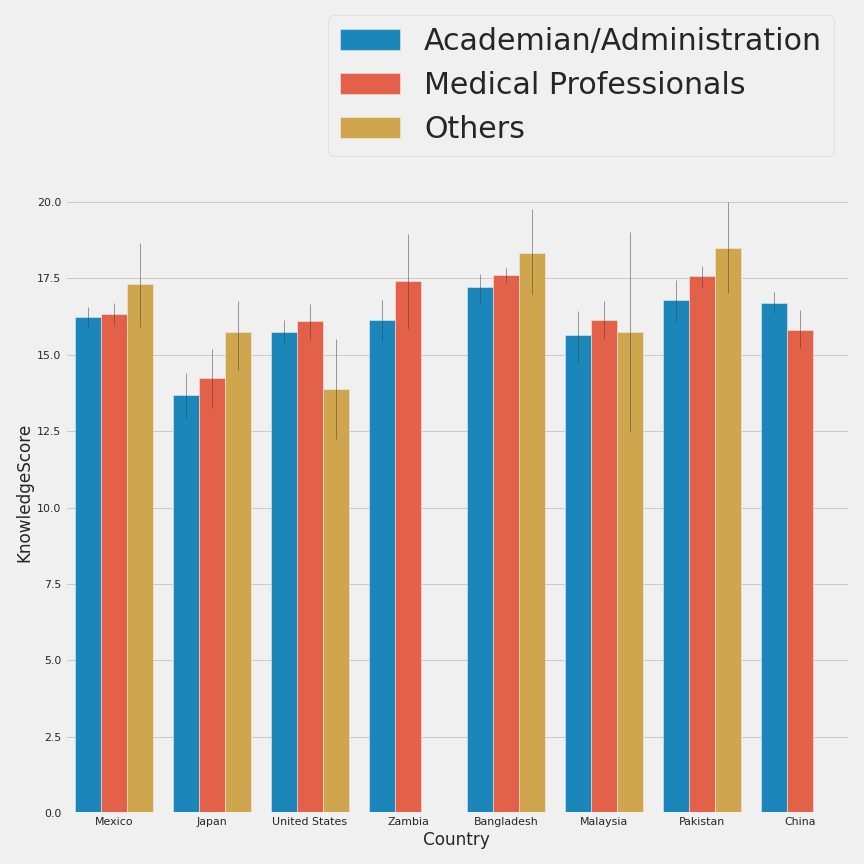 Academian/Administration
Medical Professionals
Others
KnowledgeScore
20.0
17.5
15.0
12.5
10.0
7.5
5.0
2.5
0.0
Mexico Japan United States Zambia Bangladesh Malaysia Pakistan China
Country